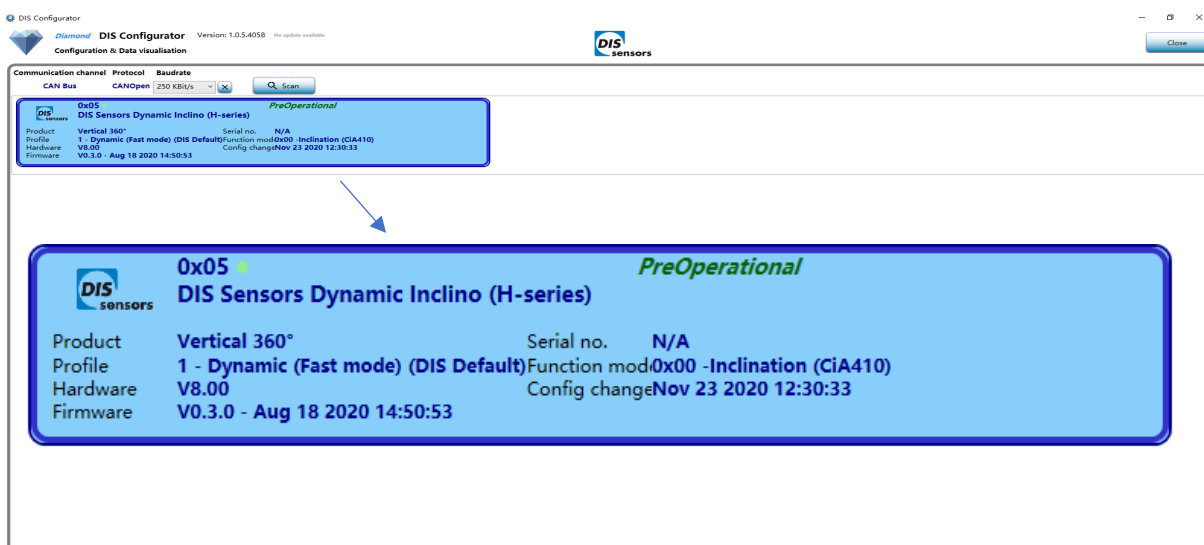 DIS Configurator
Diamond DIS Configurator Version: 1.0.5.4058 No update available
Configuration & Data visualisation
DIS sensors
Close
Communication channel Protocol Baudrate
CAN Bus CANOpen 250 KBit/s Scan
0x05 PreOperational
DIS sensors
DIS Sensors Dynamic Inclino (H-series)
Product Vertical 360° Serial no. N/A
Profile 1 - Dynamic (Fast mode) (DIS Default) Function mod 0x00 -Inclination (CiA410)
Hardware V8.00 Config change Nov 23 2020 12:30:33
Firmware V0.3.0 - Aug 18 2020 14:50:53
0x05 PreOperational
DIS sensors
DIS Sensors Dynamic Inclino (H-series)
Product Vertical 360° Serial no. N/A
Profile 1 - Dynamic (Fast mode) (DIS Default) Function mod 0x00 -Inclination (CiA410)
Hardware V8.00 Config change Nov 23 2020 12:30:33
Firmware V0.3.0 - Aug 18 2020 14:50:53